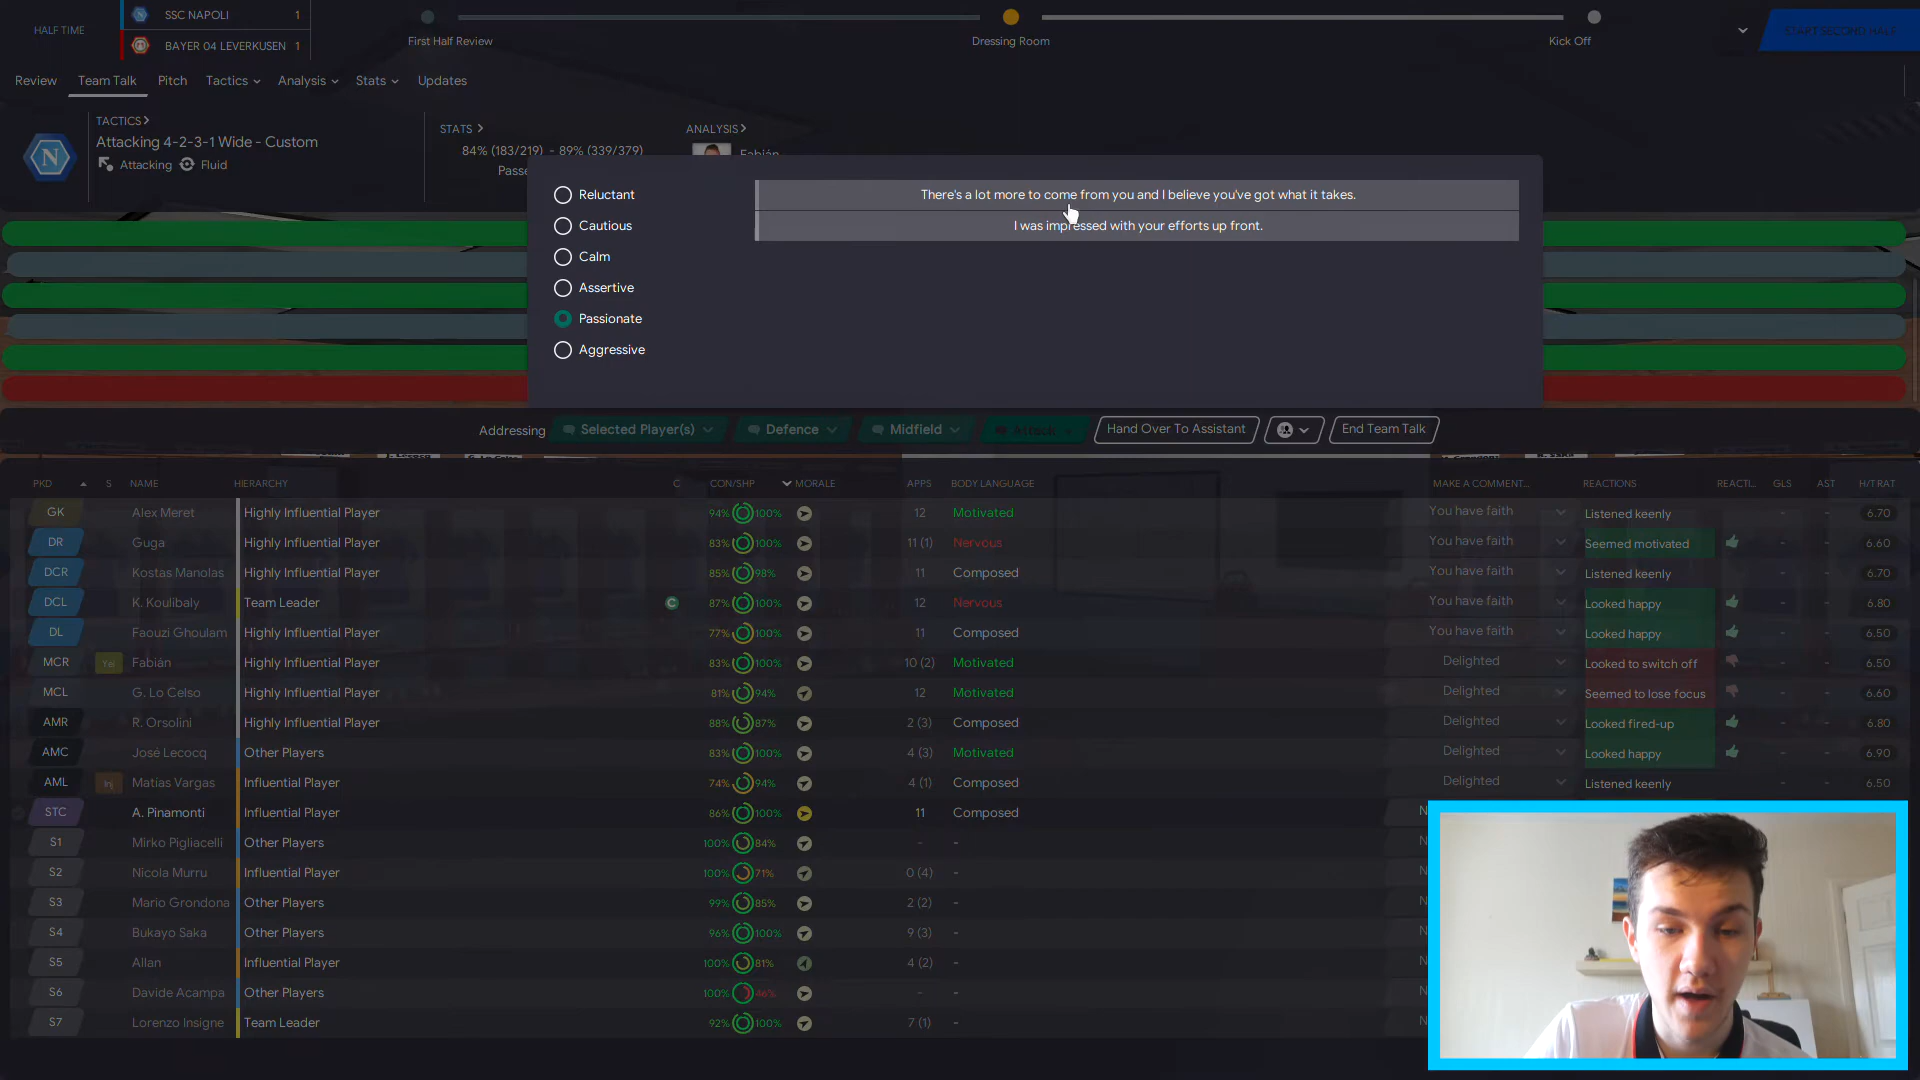 HALF TIME
SSC NAPOLI 1
BAYER 04 LEVERKUSEN 1
First Half Review
Dressing Room
Kick Off
START SECOND HALF
Review Team Talk Pitch Tactics Analysis Stats Updates
TACTICS
Attacking 4-2-3-1 Wide - Custom
Attacking Fluid
STATS
84% (183/219) - 89% (339/379)
Passe
ANALYSIS
Fabián
Reluctant
Cautious
Calm
Assertive
Passionate
Aggressive
There's a lot more to come from you and I believe you've got what it takes.
I was impressed with your efforts up front.
Addressing Selected Player(s) Defence Midfield Attack Hand Over To Assistant End Team Talk
PKD S NAME HIERARCHY C CON/SHP MORALE APPS BODY LANGUAGE MAKE A COMMENT... REACTIONS REACTI... GLS AST H/T RAT
GK Alex Meret Highly Influential Player 94% 100% 12 Motivated You have faith Listened keenly - - 6.70
DR Guga Highly Influential Player 83% 100% 11 (1) Nervous You have faith Seemed motivated - - 6.60
DCR Kostas Manolas Highly Influential Player 85% 98% 11 Composed You have faith Listened keenly - - 6.70
DCL K. Koulibaly Team Leader C 87% 100% 12 Nervous You have faith Looked happy - - 6.80
DL Faouzi Ghoulam Highly Influential Player 77% 100% 11 Composed You have faith Looked happy - - 6.50
MCR Yel Fabián Highly Influential Player 83% 100% 10 (2) Motivated Delighted Looked to switch off - - 6.50
MCL G. Lo Celso Highly Influential Player 81% 94% 12 Motivated Delighted Seemed to lose focus - - 6.60
AMR R. Orsolini Highly Influential Player 88% 87% 2 (3) Composed Delighted Looked fired-up - - 6.80
AMC José Lecocq Other Players 83% 100% 4 (3) Motivated Delighted Looked happy - - 6.90
AML Inj Matías Vargas Influential Player 74% 94% 4 (1) Composed Delighted Listened keenly - - 6.50
STC A. Pinamonti Influential Player 86% 100% 11 Composed N
S1 Mirko Pigliacelli Other Players 100% 84% - - N
S2 Nicola Murru Influential Player 100% 71% 0 (4) - N
S3 Mario Grondona Other Players 99% 85% 2 (2) - N
S4 Bukayo Saka Other Players 96% 100% 9 (3) - N
S5 Allan Influential Player 100% 81% 4 (2) - N
S6 Davide Acampa Other Players 100% 46% - - N
S7 Lorenzo Insigne Team Leader 92% 100% 7 (1) - N